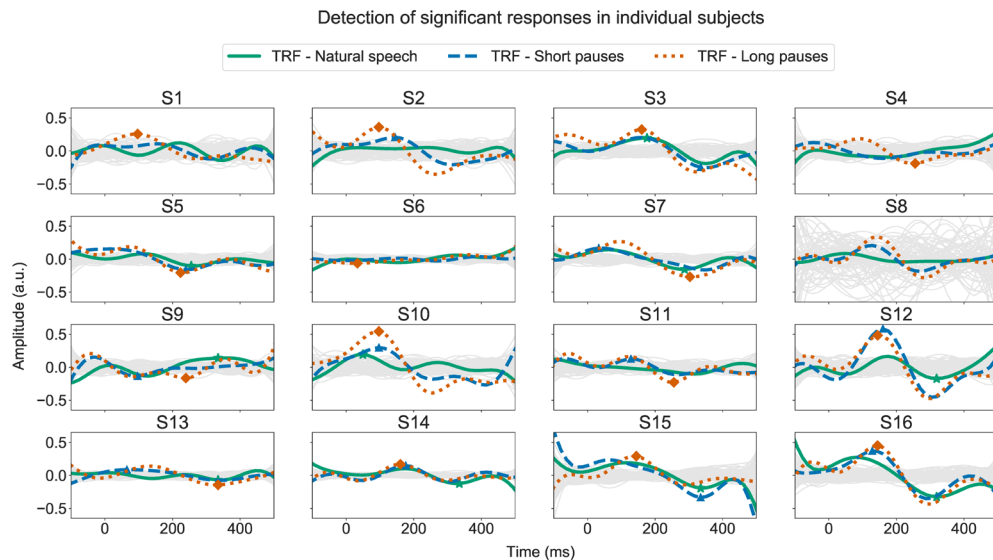 Detection of significant responses in individual subjects
TRF - Natural speech TRF - Short pauses TRF - Long pauses
S1 S2 S3 S4
0.5
0.0
−0.5
S5 S6 S7 S8
0.5
0.0
−0.5
S9 S10 S11 S12
0.5
0.0
−0.5
S13 S14 S15 S16
0.5
0.0
−0.5
0 200 400 0 200 400 0 200 400 0 200 400
Amplitude (a.u.)
Time (ms)